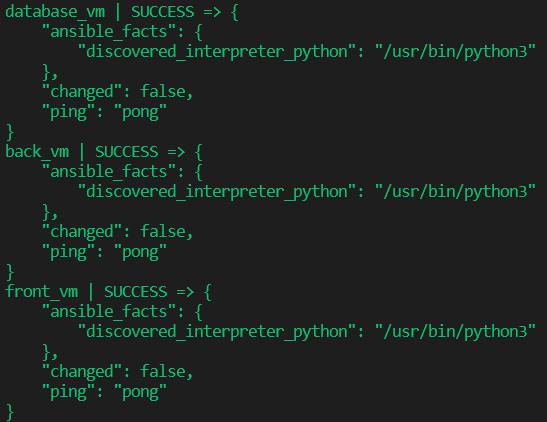 database_vm | SUCCESS => {
    "ansible_facts": {
        "discovered_interpreter_python": "/usr/bin/python3"
    },
    "changed": false,
    "ping": "pong"
}
back_vm | SUCCESS => {
    "ansible_facts": {
        "discovered_interpreter_python": "/usr/bin/python3"
    },
    "changed": false,
    "ping": "pong"
}
front_vm | SUCCESS => {
    "ansible_facts": {
        "discovered_interpreter_python": "/usr/bin/python3"
    },
    "changed": false,
    "ping": "pong"
}